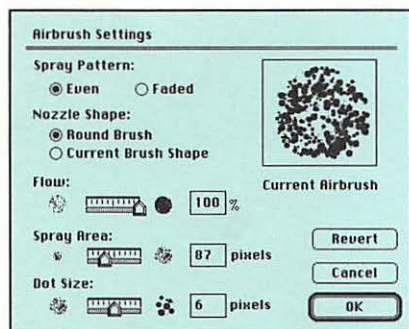 Airbrush Settings
Spray Pattern:
Even Faded
Nozzle Shape:
Round Brush
Current Brush Shape
Flow:
100 %
Current Airbrush
Spray Area:
87 pixels
Revert
Cancel
Dot Size:
6 pixels
OK